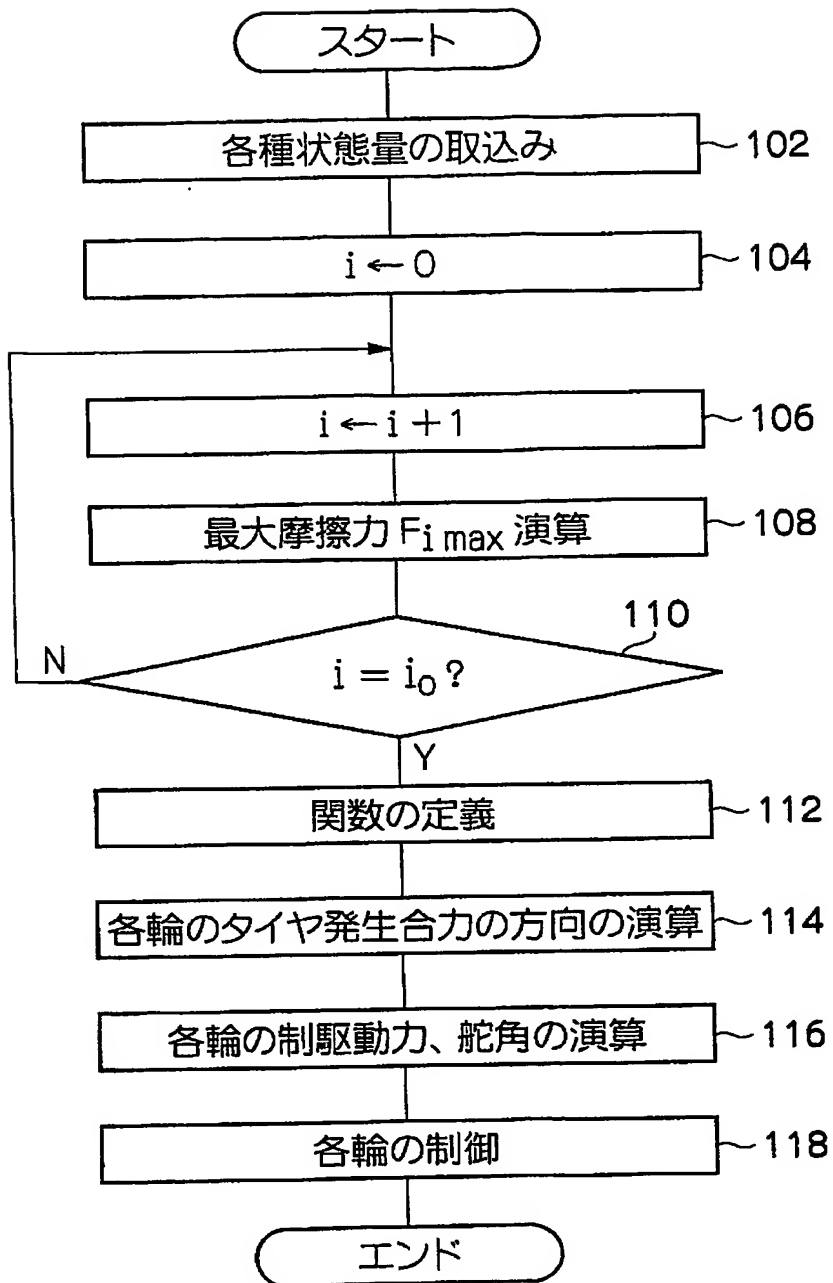 スタート
各種状態量の取込み 102
i ← 0 104
i ← i + 1 106
最大摩擦力 Fi max 演算 108
110
N
i = i0 ?
Y
関数の定義 112
各輪のタイヤ発生合力の方向の演算 114
各輪の制駆動力、舵角の演算 116
各輪の制御 118
エンド